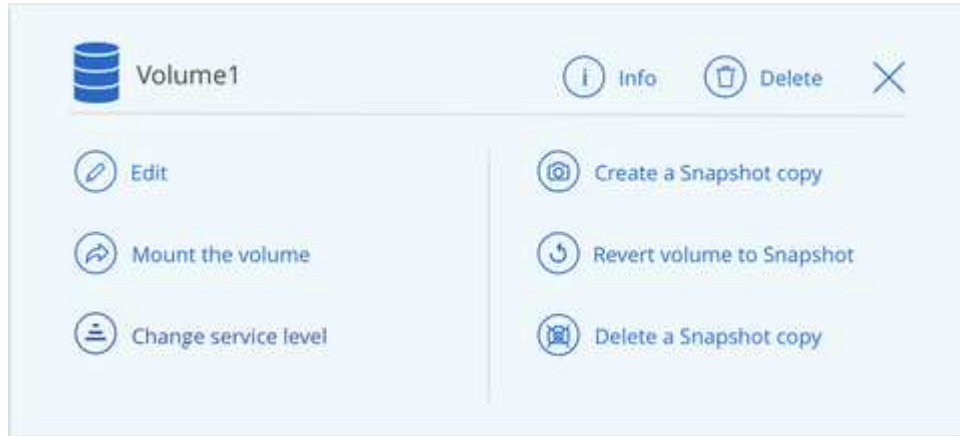 Volume1
Info
Delete
Edit
Create a Snapshot copy
Mount the volume
Revert volume to Snapshot
Change service level
Delete a Snapshot copy